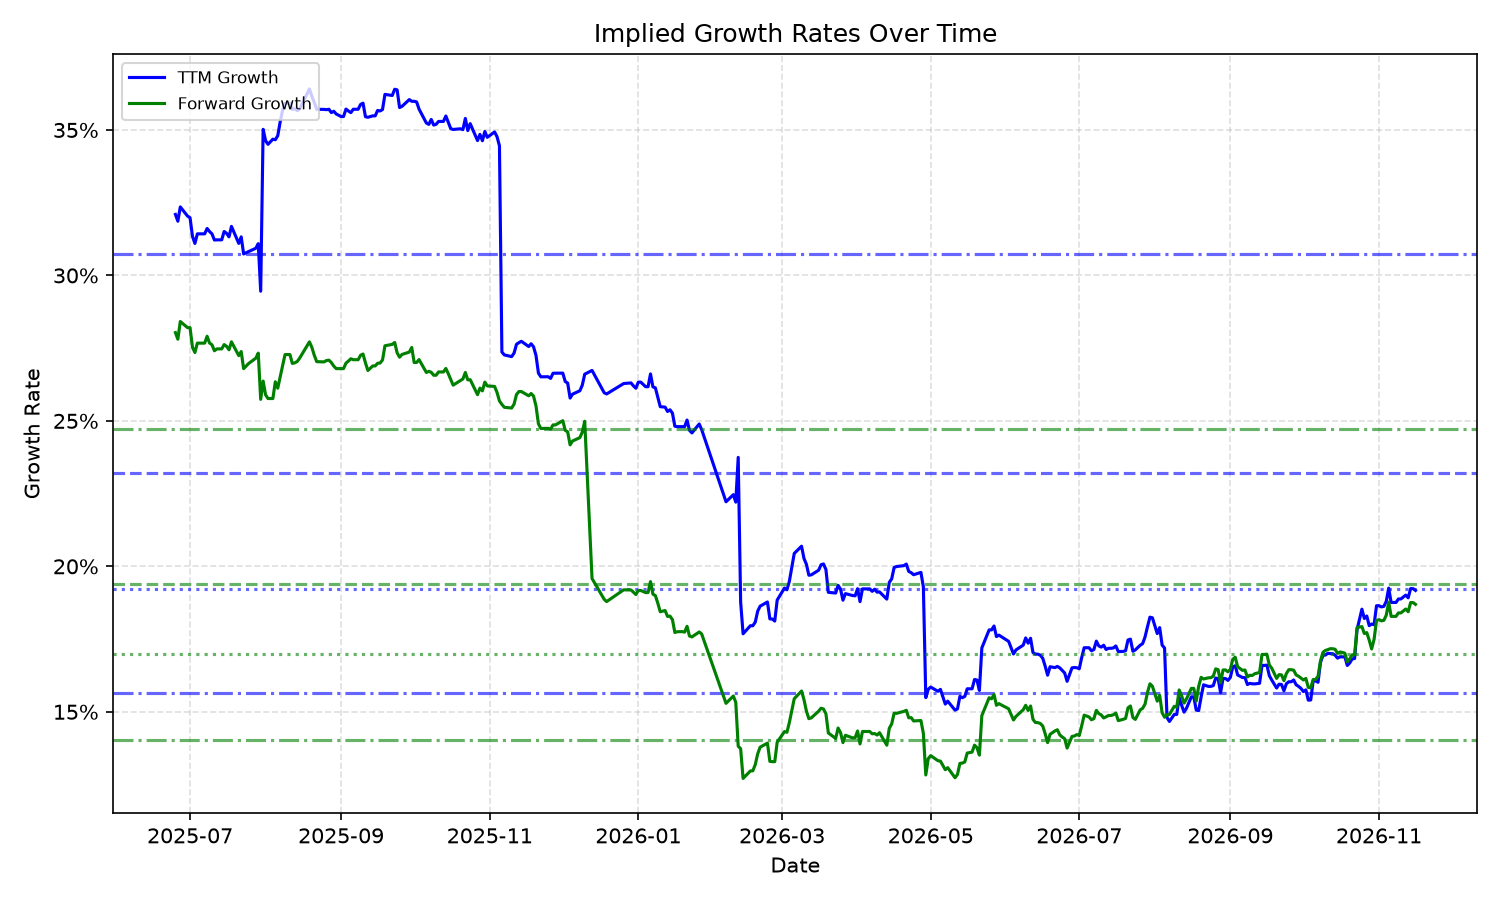 Implied Growth Rates Over Time
TTM Growth
Forward Growth
35%
30%
25%
20%
15%
Growth Rate
2025-07
2025-09
2025-11
2026-01
2026-03
2026-05
2026-07
2026-09
2026-11
Date